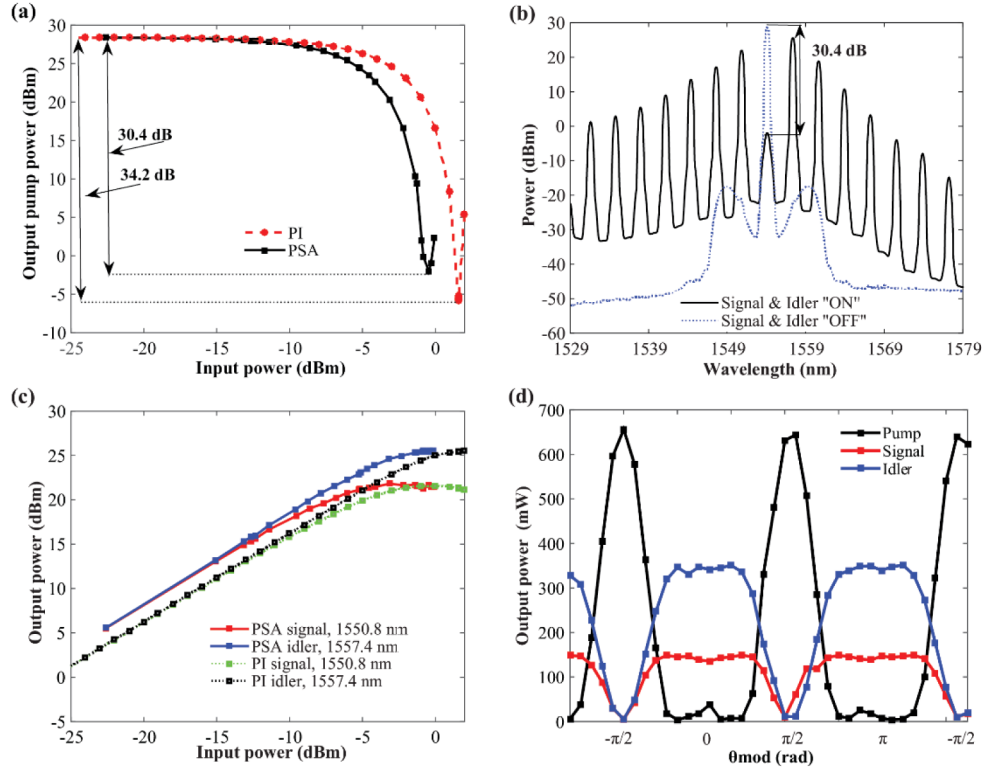 (a)
30
25
20
15
10
5
0
-5
-10
Output pump power (dBm)
30.4 dB
34.2 dB
PI
PSA
-25
-20
-15
-10
-5
0
Input power (dBm)
(b)
30
20
10
0
-10
-20
-30
-40
-50
-60
Power (dBm)
30.4 dB
Signal & Idler "ON"
Signal & Idler "OFF"
1529
1539
1549
1559
1569
1579
Wavelength (nm)
(c)
30
25
20
15
10
5
0
-5
Output power (dBm)
PSA signal, 1550.8 nm
PSA idler, 1557.4 nm
PI signal, 1550.8 nm
PI idler, 1557.4 nm
-25
-20
-15
-10
-5
0
Input power (dBm)
(d)
700
600
500
400
300
200
100
0
Output power (mW)
Pump
Signal
Idler
-π/2
0
π/2
π
-π/2
θmod (rad)